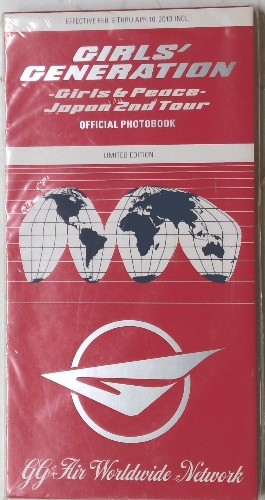 EFFECTIVE FEB. 9 THRU APR. 10, 2013 INCL.
GIRLS'
GENERATION
-Girls & Peace-
Japan 2nd Tour
OFFICIAL PHOTOBOOK
LIMITED EDITION
GG Air Worldwide Network